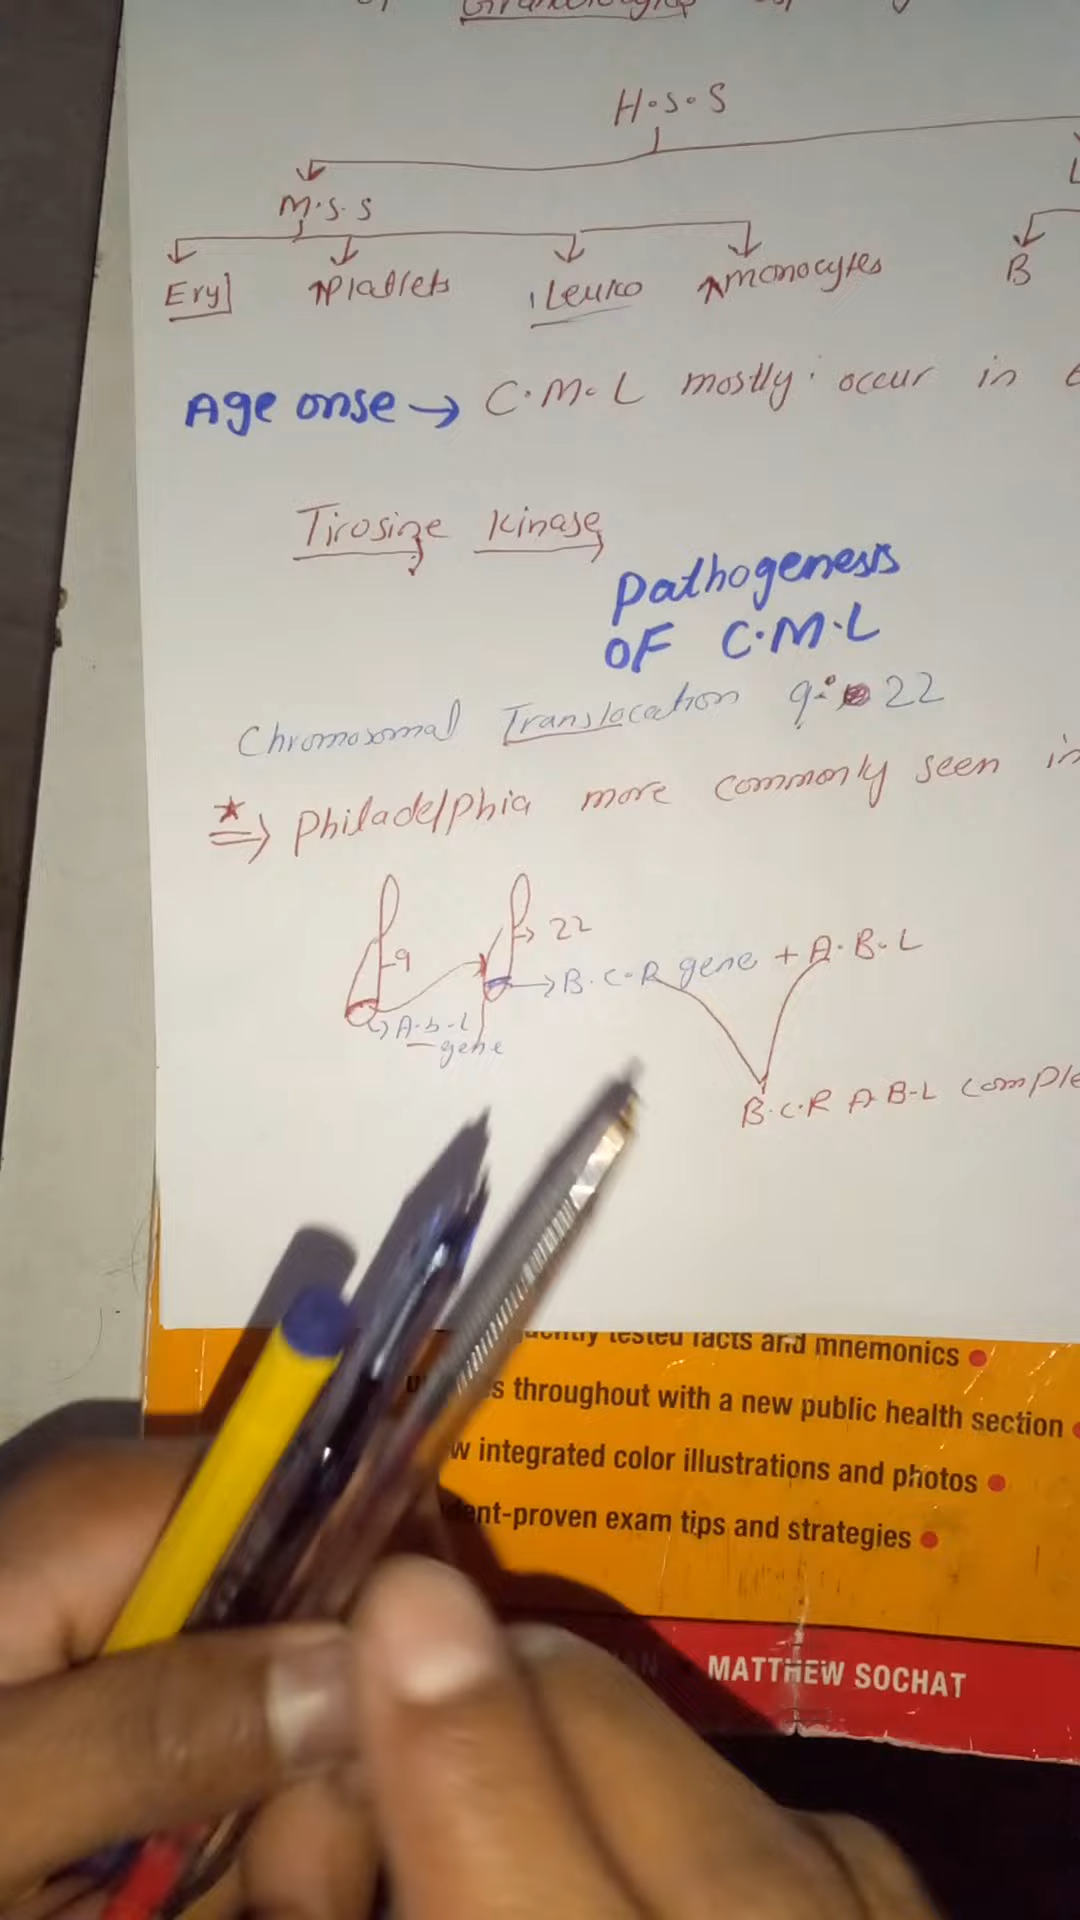 H.S.S
M.S.S
Ery ↑Platlets ↑Leuko ↑monocytes B
Age onse → C.M.L mostly occur in
Tirosine kinase
Pathogenesis
OF C.M.L
Chromosomal Translocation 9: 22
* ⇒ Philadelphia more commonly seen in
9 → 22
→ B.C.R gene + A.B.L
→ A.b.l
gene
B.C.R A.B.L comple
tested facts and mnemonics
throughout with a new public health section
integrated color illustrations and photos
ent-proven exam tips and strategies
MATTHEW SOCHAT